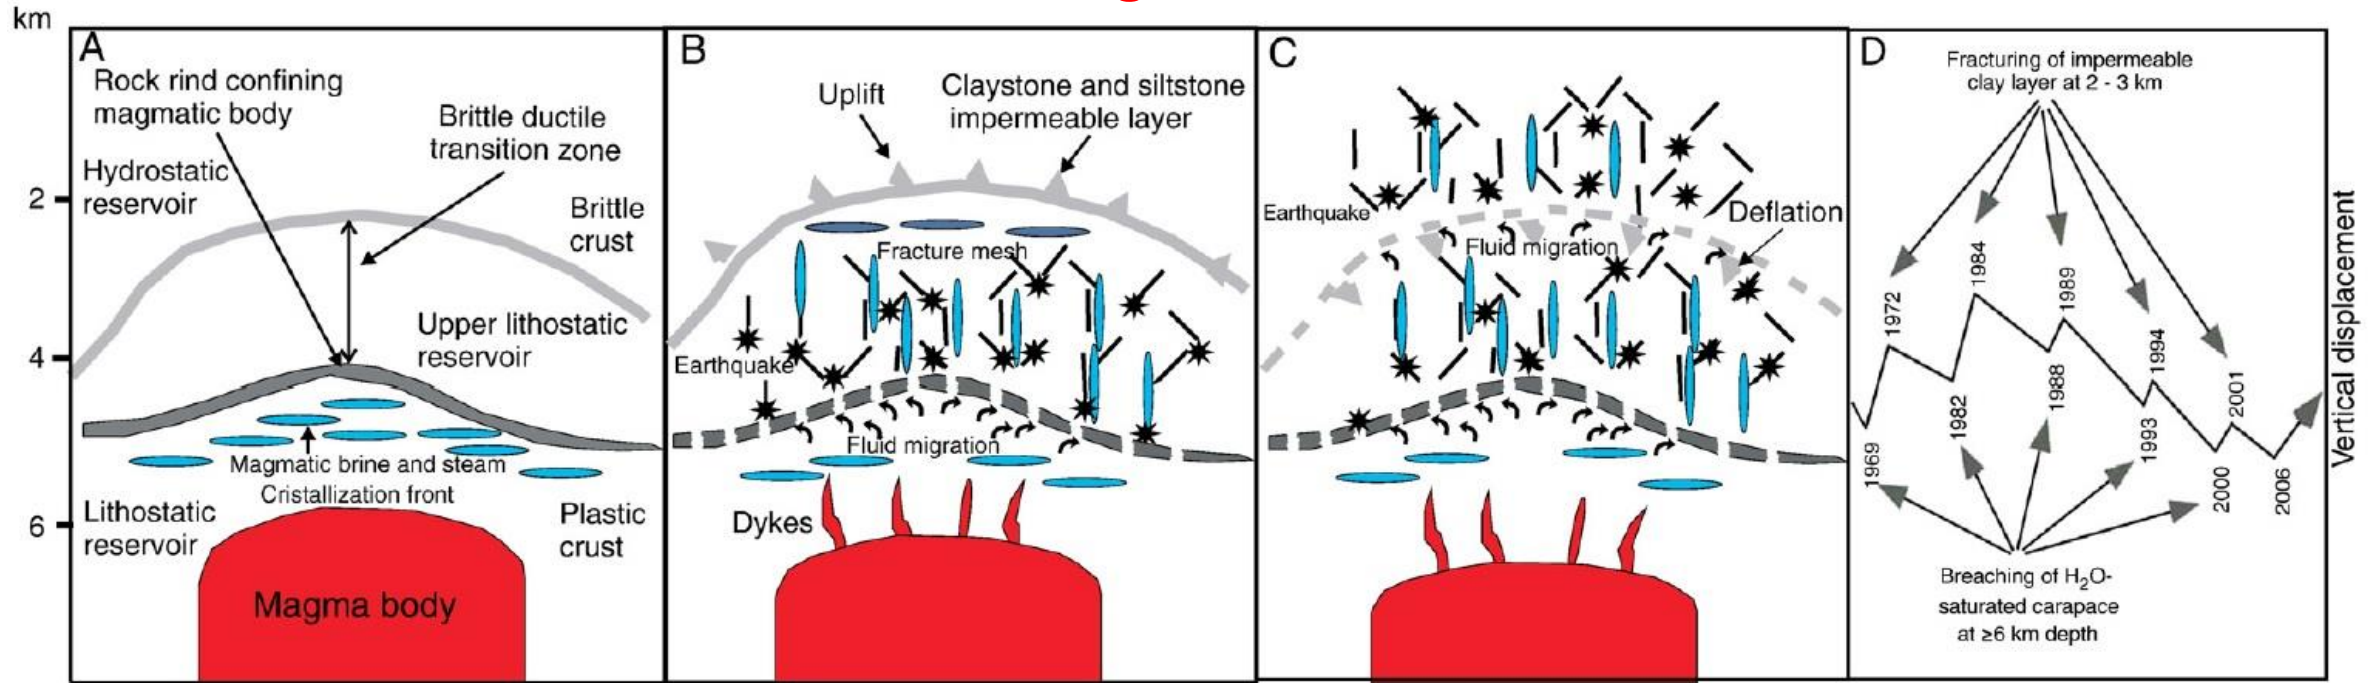 km
2
4
6
A
Rock rind confining
magmatic body
Brittle ductile
transition zone
Hydrostatic
reservoir
Brittle
crust
Upper lithostatic
reservoir
Magmatic brine and steam
Cristallization front
Lithostatic
reservoir
Plastic
crust
Magma body
B
Uplift
Claystone and siltstone
impermeable layer
Fracture mesh
Earthquake
Fluid migration
Dykes
C
Earthquake
Deflation
Fluid migration
D
Fracturing of impermeable
clay layer at 2 - 3 km
1969
1972
1982
1984
1988
1989
1993
1994
2000
2001
2006
Breaching of H₂O-
saturated carapace
at ≥6 km depth
Vertical displacement